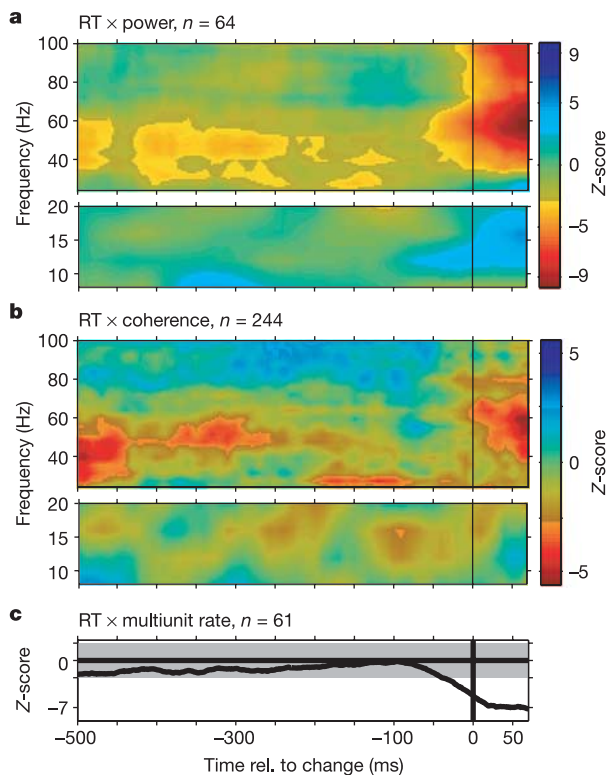 a RT × power, n = 64
100
80
60
40
Frequency (Hz)
20
15
10
9
5
0
−5
−9
Z-score
b RT × coherence, n = 244
100
80
60
40
Frequency (Hz)
20
15
10
5
0
−5
Z-score
c RT × multiunit rate, n = 61
0
−7
Z-score
−500 −300 −100 0 50
Time rel. to change (ms)